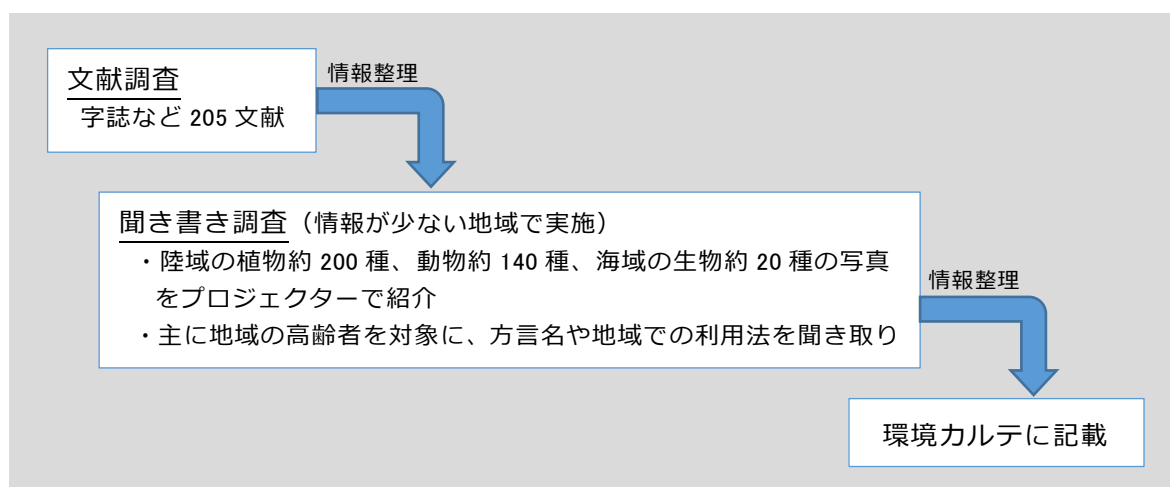 文献調査
情報整理
字誌など 205 文献
聞き書き調査（情報が少ない地域で実施）
・陸域の植物約 200 種、動物約 140 種、海域の生物約 20 種の写真
をプロジェクターで紹介
情報整理
・主に地域の高齢者を対象に、方言名や地域での利用法を聞き取り
環境カルテに記載